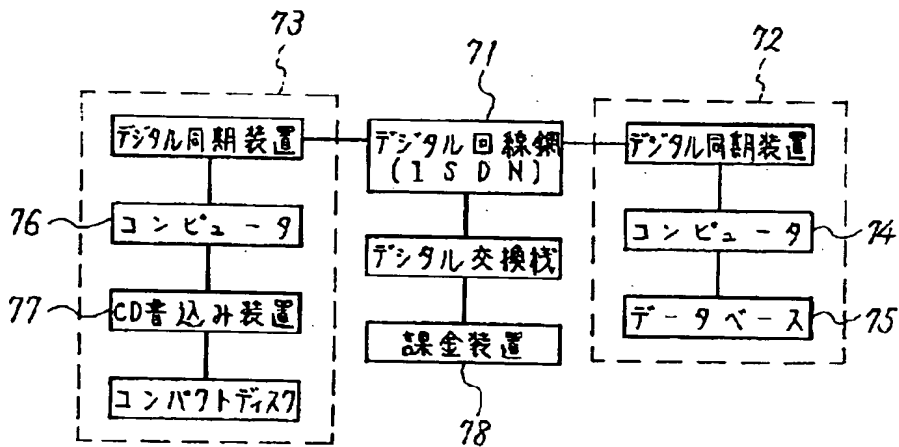 73
71
72
デジタル同期装置
デジタル回線網
(ISDN)
デジタル同期装置
76
コンピュータ
デジタル交換機
コンピュータ
74
77
CD書込み装置
課金装置
データベース
75
コンパクトディスク
78